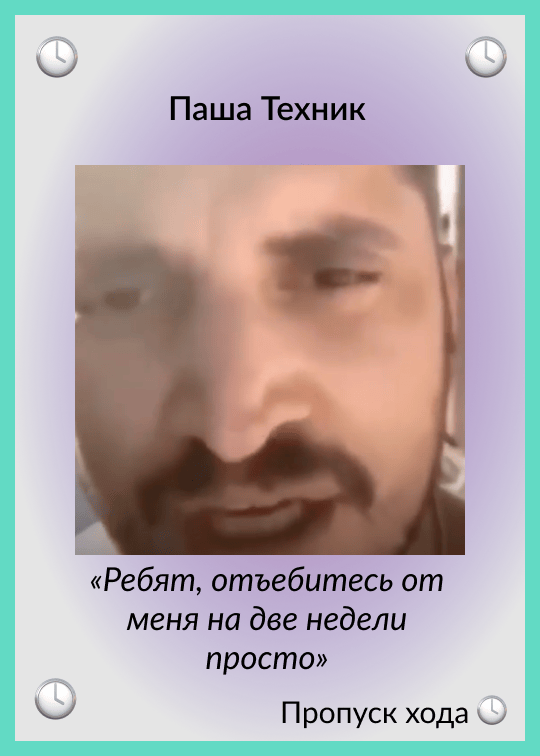 Паша Техник
«Ребят, отъебитесь от
меня на две недели
просто»
Пропуск хода